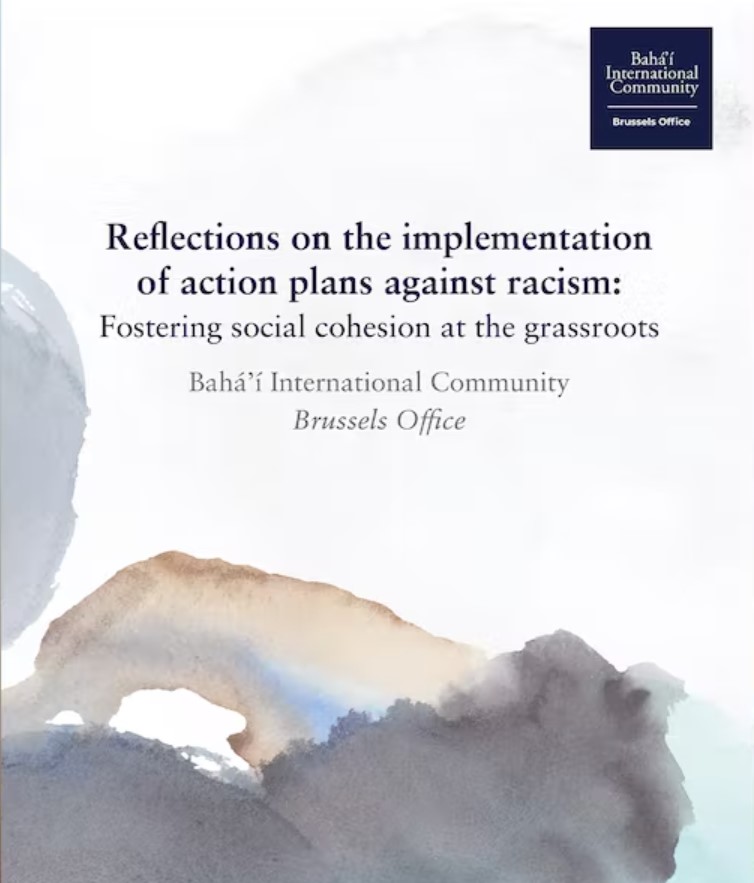 Bahá’í
International
Community
Brussels Office
Reflections on the implementation
of action plans against racism:
Fostering social cohesion at the grassroots
Bahá’í International Community
Brussels Office